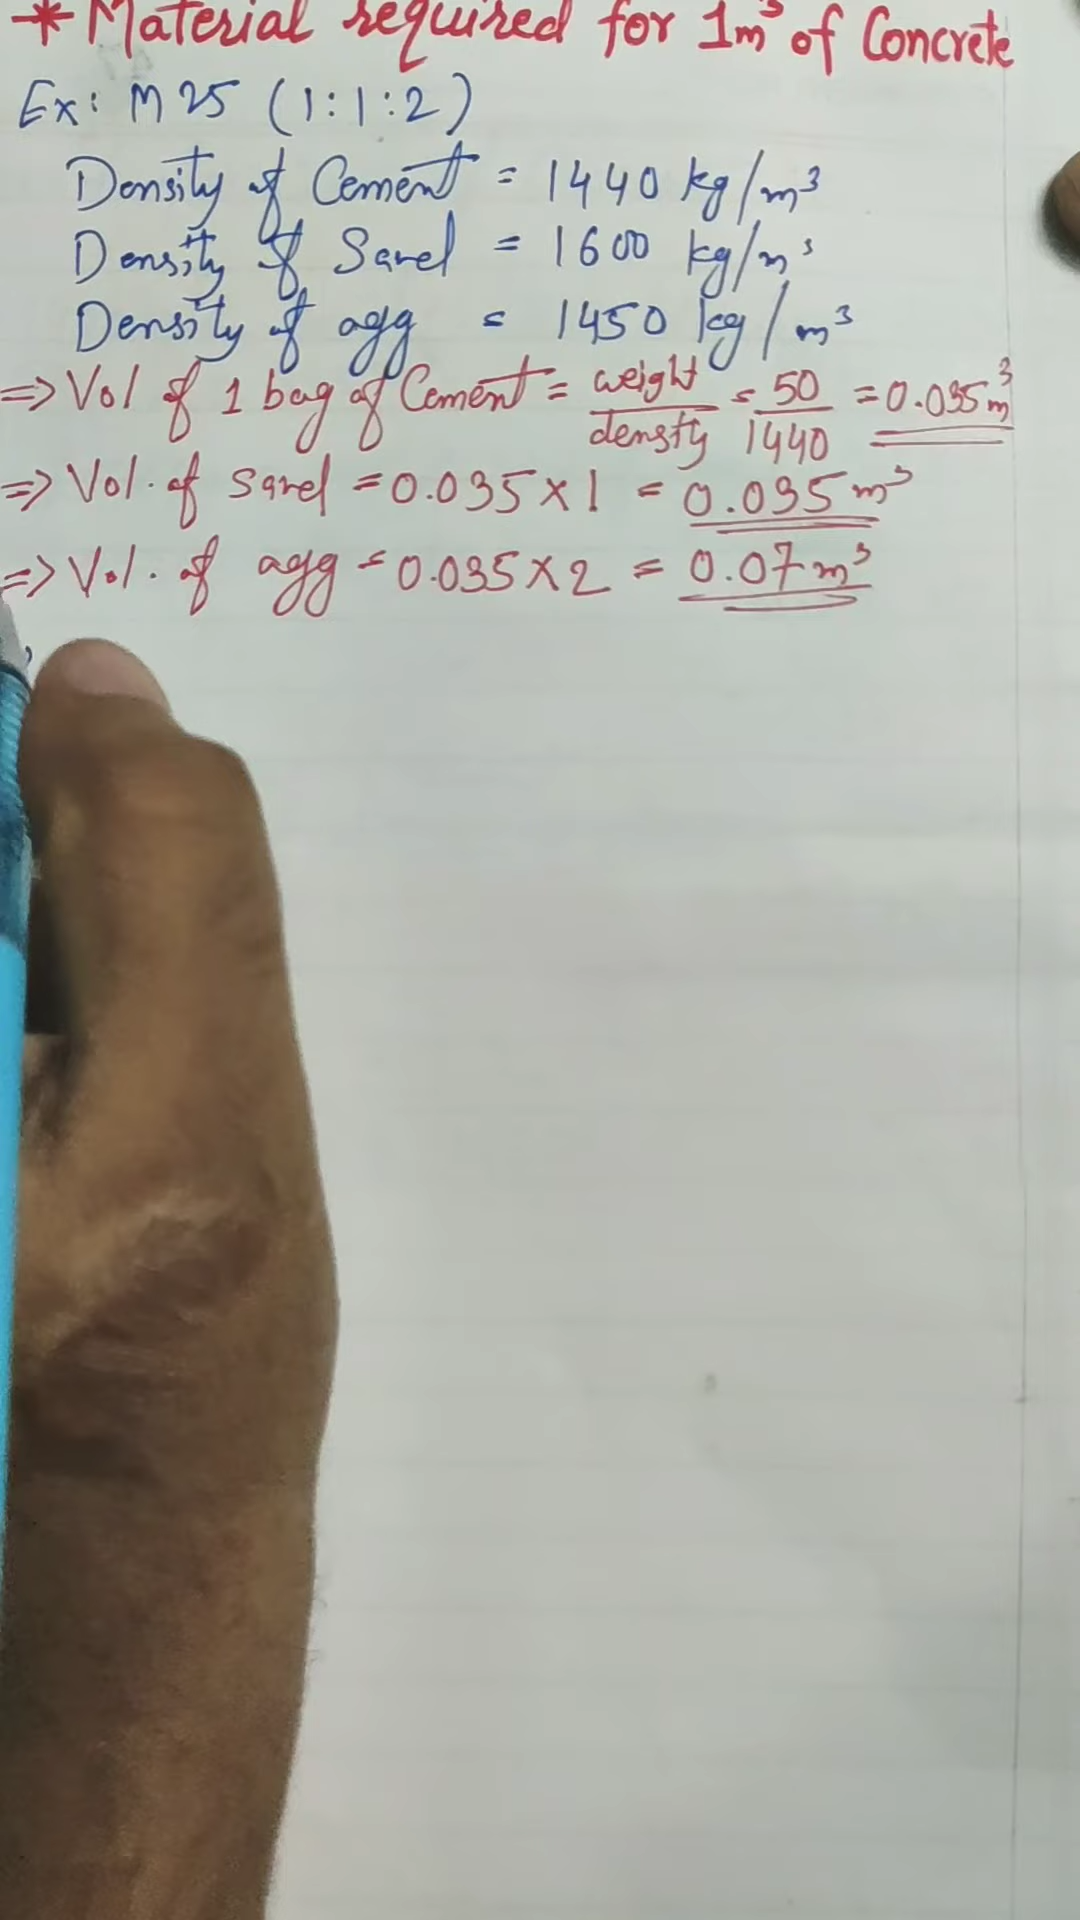 * Material required for 1m³ of Concrete
Ex: M25 (1:1:2)
Density of Cement = 1440 kg/m³
Density of Sand = 1600 kg/m³
Density of agg = 1450 kg/m³
=> Vol of 1 bag of Cement = weight/densty = 50/1440 = 0.035 m³
=> Vol. of Sand = 0.035 x 1 = 0.035 m³
=> Vol. of agg = 0.035 x 2 = 0.07 m³